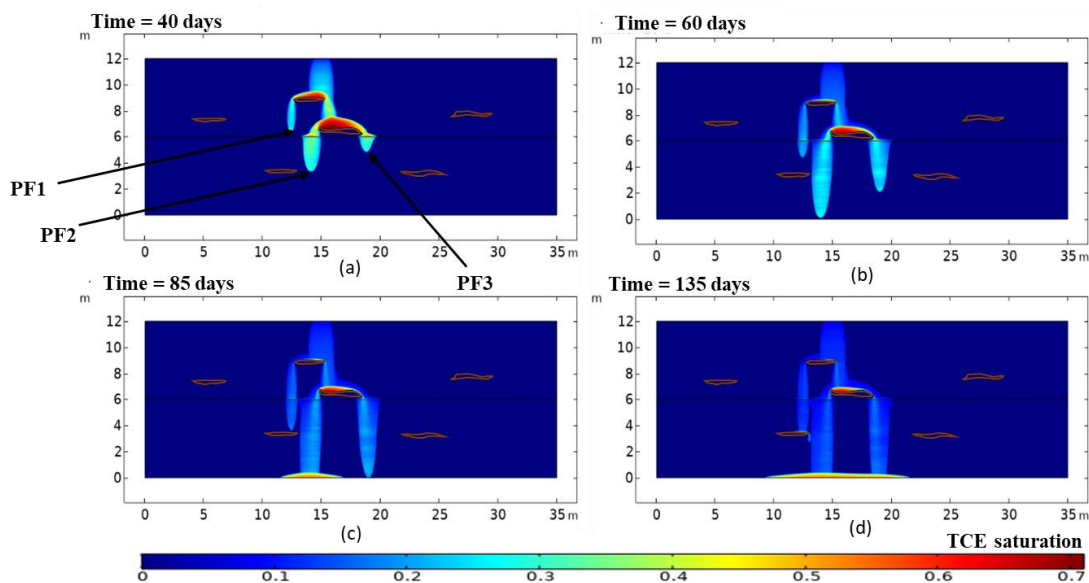 Time = 40 days
m
12
10
8
6
4
2
0
0 5 10 15 20 25 30 35 m
(a)
PF1
PF2
PF3
Time = 60 days
m
12
10
8
6
4
2
0
0 5 10 15 20 25 30 35 m
(b)
Time = 85 days
m
12
10
8
6
4
2
0
0 5 10 15 20 25 30 35 m
(c)
Time = 135 days
m
12
10
8
6
4
2
0
0 5 10 15 20 25 30 35 m
(d)
TCE saturation
0 0.1 0.2 0.3 0.4 0.5 0.6 0.7